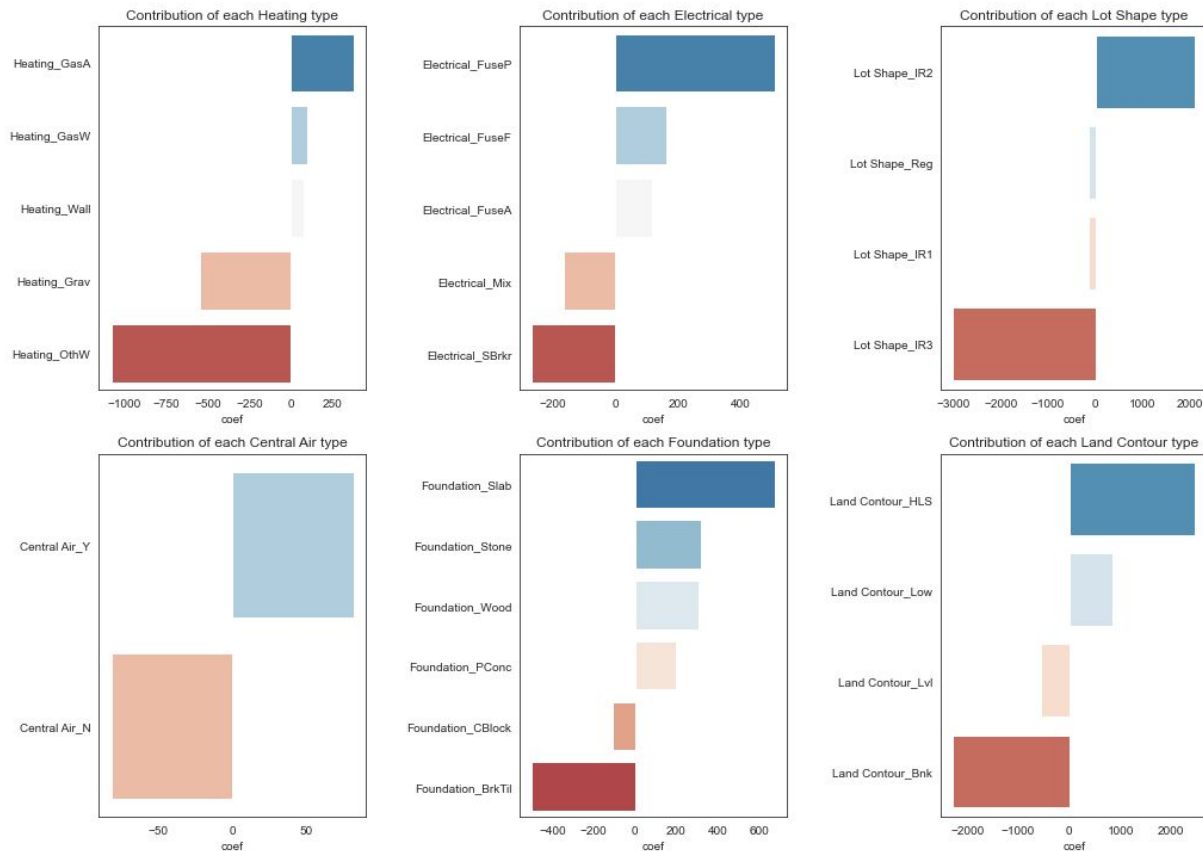 Contribution of each Heating type
Heating_GasA
Heating_GasW
Heating_Wall
Heating_Grav
Heating_OthW
−1000 −750 −500 −250 0 250
coef
Contribution of each Electrical type
Electrical_FuseP
Electrical_FuseF
Electrical_FuseA
Electrical_Mix
Electrical_SBrkr
−200 0 200 400
coef
Contribution of each Lot Shape type
Lot Shape_IR2
Lot Shape_Reg
Lot Shape_IR1
Lot Shape_IR3
−3000 −2000 −1000 0 1000 2000
coef
Contribution of each Central Air type
Central Air_Y
Central Air_N
−50 0 50
coef
Contribution of each Foundation type
Foundation_Slab
Foundation_Stone
Foundation_Wood
Foundation_PConc
Foundation_CBlock
Foundation_BrkTil
−400 −200 0 200 400 600
coef
Contribution of each Land Contour type
Land Contour_HLS
Land Contour_Low
Land Contour_Lvl
Land Contour_Bnk
−2000 −1000 0 1000 2000
coef